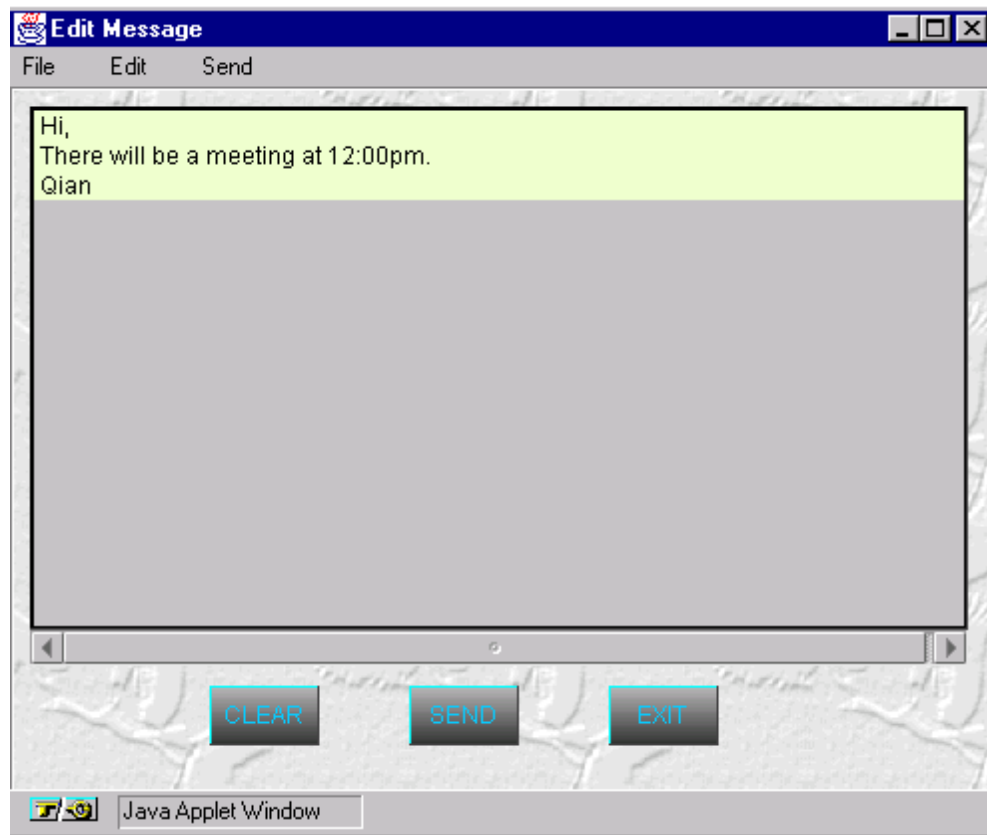 Edit Message
File Edit Send
Hi,
There will be a meeting at 12:00pm.
Qian
CLEAR SEND EXIT
Java Applet Window